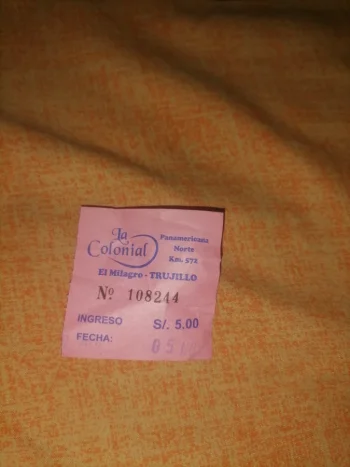 La
Colonial
Panamericana
Norte
Km. 572
El Milagro - TRUJILLO
Nº 108244
INGRESO S/. 5.00
FECHA: